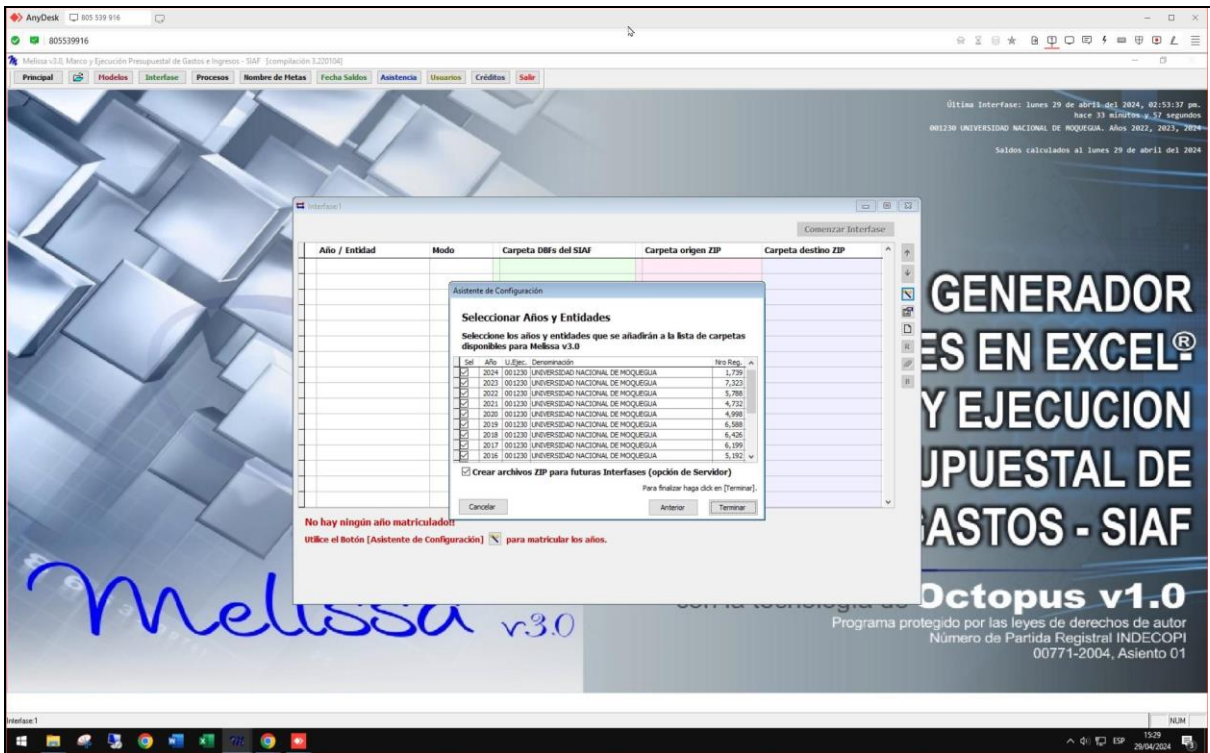 AnyDesk 805 539 916
805539916
Melissa v3.0, Marco y Ejecución Presupuestal de Gastos e Ingresos - SIAF [compilación 3.220104]
Principal Modelos Interfase Procesos Nombre de Metas Fecha Saldos Asistencia Usuarios Créditos Salir
Última Interfase: lunes 29 de abril del 2024, 02:53:37 pm.
hace 33 minutos y 57 segundos
001230 UNIVERSIDAD NACIONAL DE MOQUEGUA. Años 2022, 2023, 2024
Saldos calculados al lunes 29 de abril del 2024
Interfase:1
Comenzar Interfase
Año / Entidad Modo Carpeta DBFs del SIAF Carpeta origen ZIP Carpeta destino ZIP
Asistente de Configuración
Seleccionar Años y Entidades
Seleccione los años y entidades que se añadirán a la lista de carpetas
disponibles para Melissa v3.0
Sel Año U.Ejec. Denominación Nro Reg.
2024 001230 UNIVERSIDAD NACIONAL DE MOQUEGUA 1,739
2023 001230 UNIVERSIDAD NACIONAL DE MOQUEGUA 7,323
2022 001230 UNIVERSIDAD NACIONAL DE MOQUEGUA 5,788
2021 001230 UNIVERSIDAD NACIONAL DE MOQUEGUA 4,732
2020 001230 UNIVERSIDAD NACIONAL DE MOQUEGUA 4,998
2019 001230 UNIVERSIDAD NACIONAL DE MOQUEGUA 6,588
2018 001230 UNIVERSIDAD NACIONAL DE MOQUEGUA 6,426
2017 001230 UNIVERSIDAD NACIONAL DE MOQUEGUA 6,199
2016 001230 UNIVERSIDAD NACIONAL DE MOQUEGUA 5,192
Crear archivos ZIP para futuras Interfases (opción de Servidor)
Para finalizar haga click en [Terminar].
Cancelar Anterior Terminar
No hay ningún año matriculado!!
Utilice el Botón [Asistente de Configuración] para matricular los años.
GENERADOR
ES EN EXCEL®
Y EJECUCION
UPUESTAL DE
GASTOS - SIAF
Melissa v3.0
con la tecnología de Octopus v1.0
Programa protegido por las leyes de derechos de autor
Número de Partida Registral INDECOPI
00771-2004, Asiento 01
Interfase:1 NUM
ESP 15:29
29/04/2024